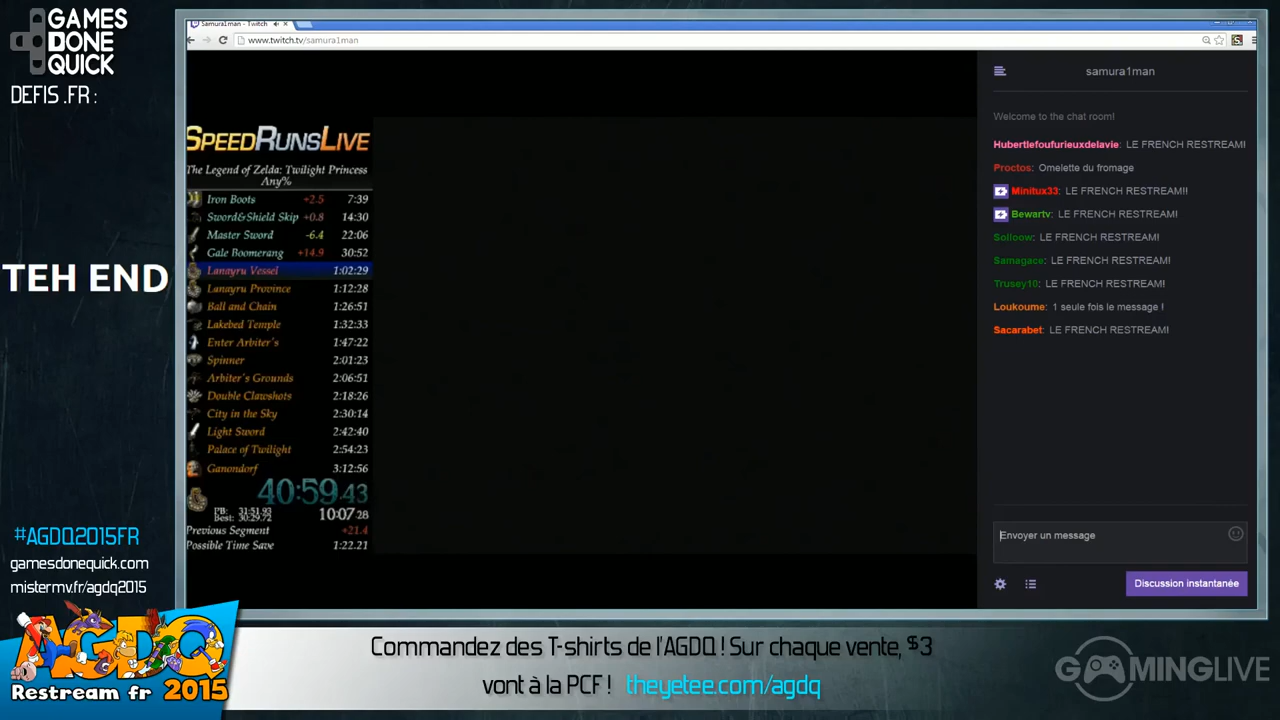 GAMES
DONE
QUICK
DEFIS .FR :
TEH END
#AGDQ2015FR
gamesdonequick.com
mistermv.fr/agdq2015
AGDQ
Restream fr 2015
Samura1man - Twitch
www.twitch.tv/samura1man
SPEEDRUNSLIVE
The Legend of Zelda: Twilight Princess
Any%
Iron Boots +2.5 7:39
Sword&Shield Skip +0.8 14:30
Master Sword -6.4 22:06
Gale Boomerang +14.9 30:52
Lanayru Vessel 1:02:29
Lanayru Province 1:12:28
Ball and Chain 1:26:51
Lakebed Temple 1:32:33
Enter Arbiter's 1:47:22
Spinner 2:01:23
Arbiter's Grounds 2:06:51
Double Clawshots 2:18:26
City in the Sky 2:30:14
Light Sword 2:42:40
Palace of Twilight 2:54:23
Ganondorf 3:12:56
40:59.43
PB: 31:51.93
Best: 30:29.72
10:07.28
Previous Segment +21.4
Possible Time Save 1:22.21
samura1man
Welcome to the chat room!
Hubertlefoufurieuxdelavie: LE FRENCH RESTREAM!
Proctos: Omelette du fromage
Minitux33: LE FRENCH RESTREAM!!
Bewartv: LE FRENCH RESTREAM!
Solloow: LE FRENCH RESTREAM!
Samagace: LE FRENCH RESTREAM!
Trusey10: LE FRENCH RESTREAM!
Loukoume: 1 seule fois le message !
Sacarabet: LE FRENCH RESTREAM!
Envoyer un message
Discussion instantanée
Commandez des T-shirts de l'AGDQ ! Sur chaque vente, $3
vont à la PCF ! theyetee.com/agdq
GAMINGLIVE